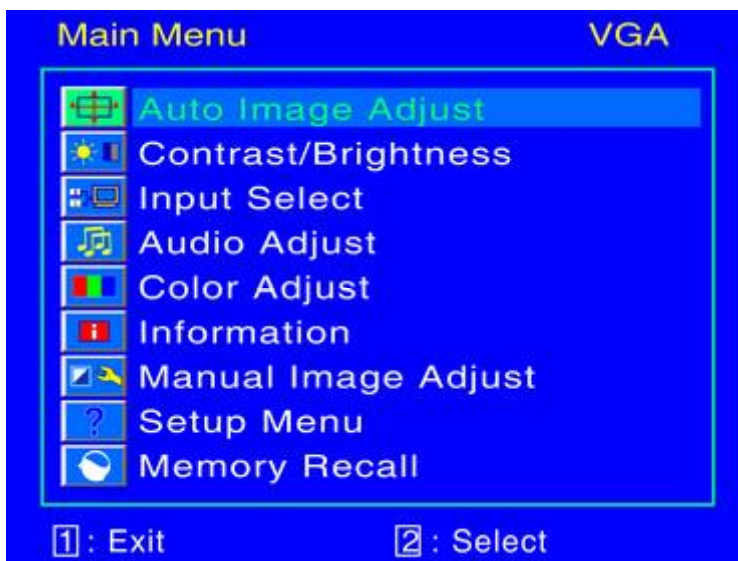 Main Menu VGA
Auto Image Adjust
Contrast/Brightness
Input Select
Audio Adjust
Color Adjust
Information
Manual Image Adjust
Setup Menu
Memory Recall
1 : Exit 2 : Select